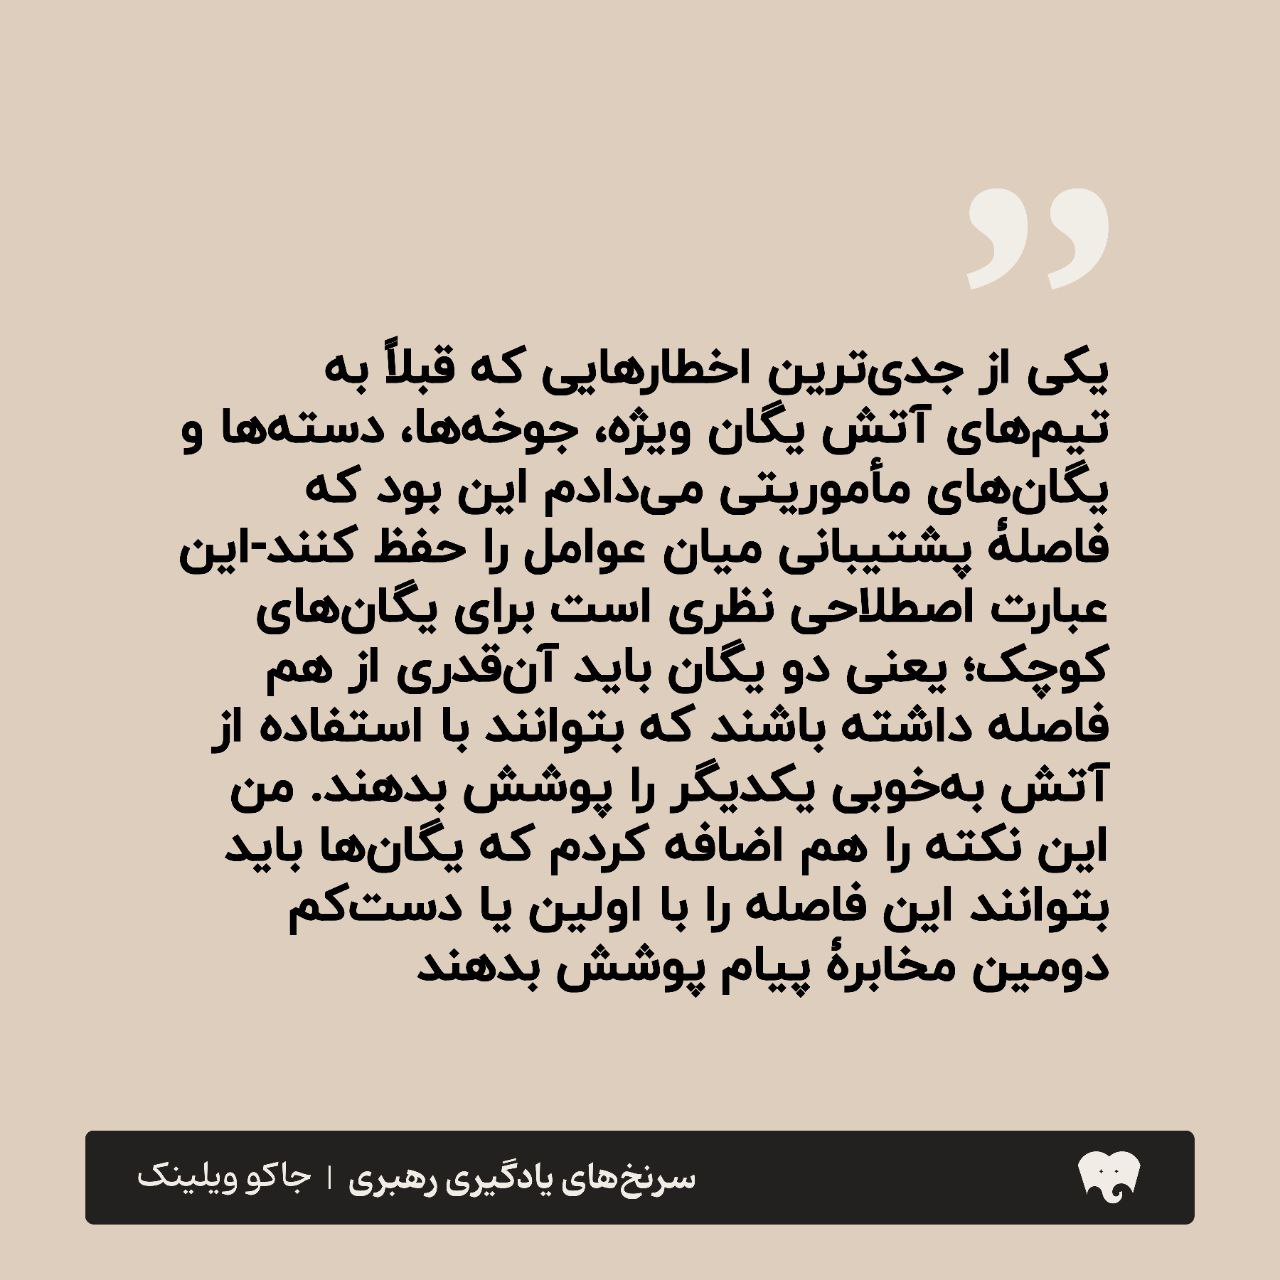 ”
یکی از جدی‌ترین اخطارهایی که قبلاً به
تیم‌های آتش یگان ویژه، جوخه‌ها، دسته‌ها و
یگان‌های مأموریتی می‌دادم این بود که
فاصلهٔ پشتیبانی میان عوامل را حفظ کنند-این
عبارت اصطلاحی نظری است برای یگان‌های
کوچک؛ یعنی دو یگان باید آن‌قدری از هم
فاصله داشته باشند که بتوانند با استفاده از
آتش به‌خوبی یکدیگر را پوشش بدهند. من
این نکته را هم اضافه کردم که یگان‌ها باید
بتوانند این فاصله را با اولین یا دست‌کم
دومین مخابرهٔ پیام پوشش بدهند
سرنخ‌های یادگیری رهبری | جاکو ویلینک